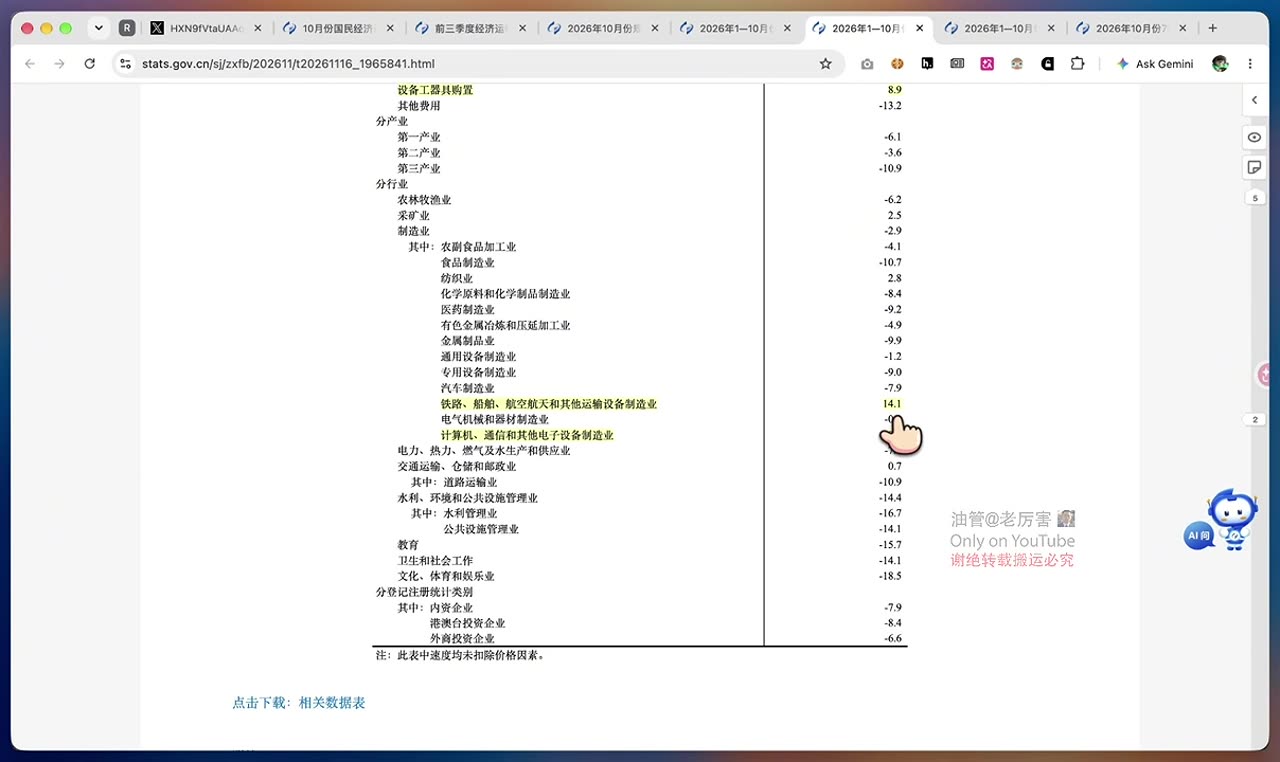 R
HXN9fVtaUAA
10月份国民经济
前三季度经济运
2026年10月份
2026年1—10月
2026年1—10月份
2026年1—10月
2026年10月份7
stats.gov.cn/sj/zxfb/202611/t20261116_1965841.html
Ask Gemini
设备工器具购置 8.9
其他费用 -13.2
分产业
第一产业 -6.1
第二产业 -3.6
第三产业 -10.9
分行业
农林牧渔业 -6.2
采矿业 2.5
制造业 -2.9
其中：农副食品加工业 -4.1
食品制造业 -10.7
纺织业 2.8
化学原料和化学制品制造业 -8.4
医药制造业 -9.2
有色金属冶炼和压延加工业 -4.9
金属制品业 -9.9
通用设备制造业 -1.2
专用设备制造业 -9.0
汽车制造业 -7.9
铁路、船舶、航空航天和其他运输设备制造业 14.1
电气机械和器材制造业
计算机、通信和其他电子设备制造业
电力、热力、燃气及水生产和供应业
交通运输、仓储和邮政业 0.7
其中：道路运输业 -10.9
水利、环境和公共设施管理业 -14.4
其中：水利管理业 -16.7
公共设施管理业 -14.1
教育 -15.7
卫生和社会工作 -14.1
文化、体育和娱乐业 -18.5
分登记注册统计类别
其中：内资企业 -7.9
港澳台投资企业 -8.4
外商投资企业 -6.6
注：此表中速度均未扣除价格因素。
点击下载：相关数据表
5
2
AI问
油管@老厉害
Only on YouTube
谢绝转载搬运必究